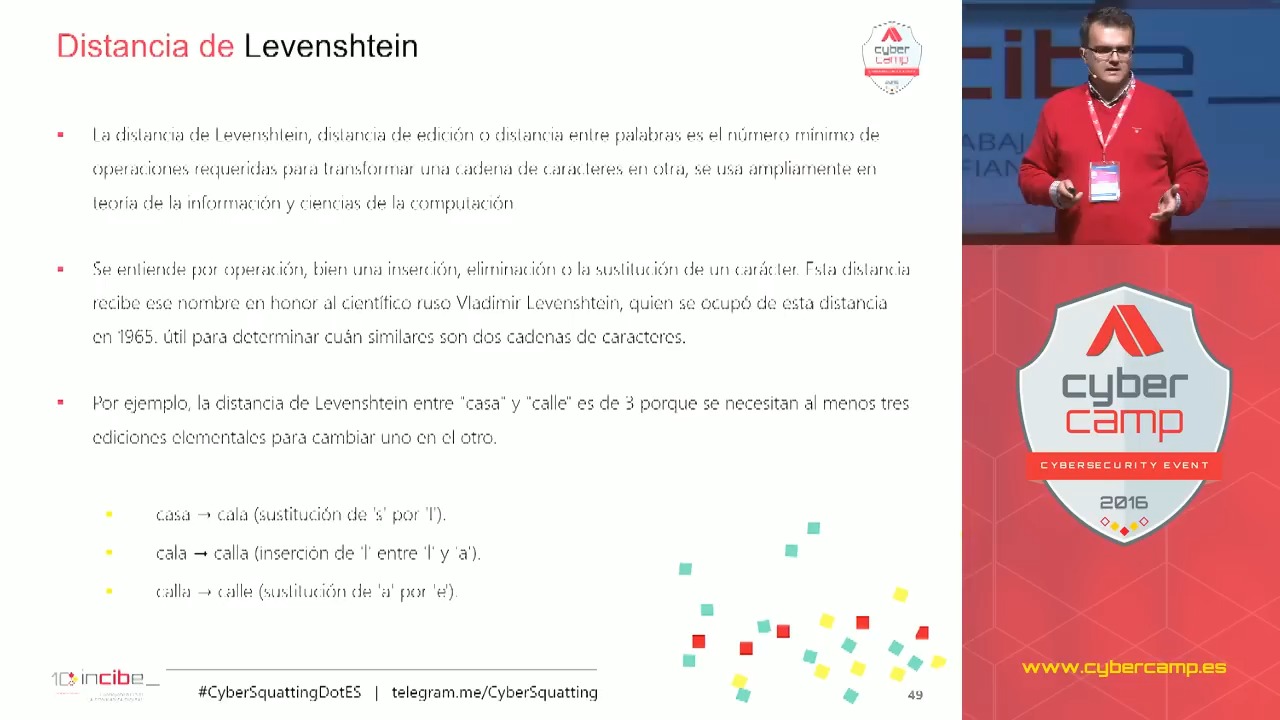 Distancia de Levenshtein
cyber
camp
CYBERSECURITY EVENT
La distancia de Levenshtein, distancia de edición o distancia entre palabras es el número mínimo de
operaciones requeridas para transformar una cadena de caracteres en otra, se usa ampliamente en
teoría de la información y ciencias de la computación
Se entiende por operación, bien una inserción, eliminación o la sustitución de un carácter. Esta distancia
recibe ese nombre en honor al científico ruso Vladimir Levenshtein, quien se ocupó de esta distancia
en 1965. útil para determinar cuán similares son dos cadenas de caracteres.
Por ejemplo, la distancia de Levenshtein entre "casa" y "calle" es de 3 porque se necesitan al menos tres
ediciones elementales para cambiar uno en el otro.
casa → cala (sustitución de 's' por 'l').
cala → calla (inserción de 'l' entre 'l' y 'a').
calla → calle (sustitución de 'a' por 'e').
10 incibe_
#CyberSquattingDotES | telegram.me/CyberSquatting
49
incibe_
cyber
camp
CYBERSECURITY EVENT
2016
www.cybercamp.es